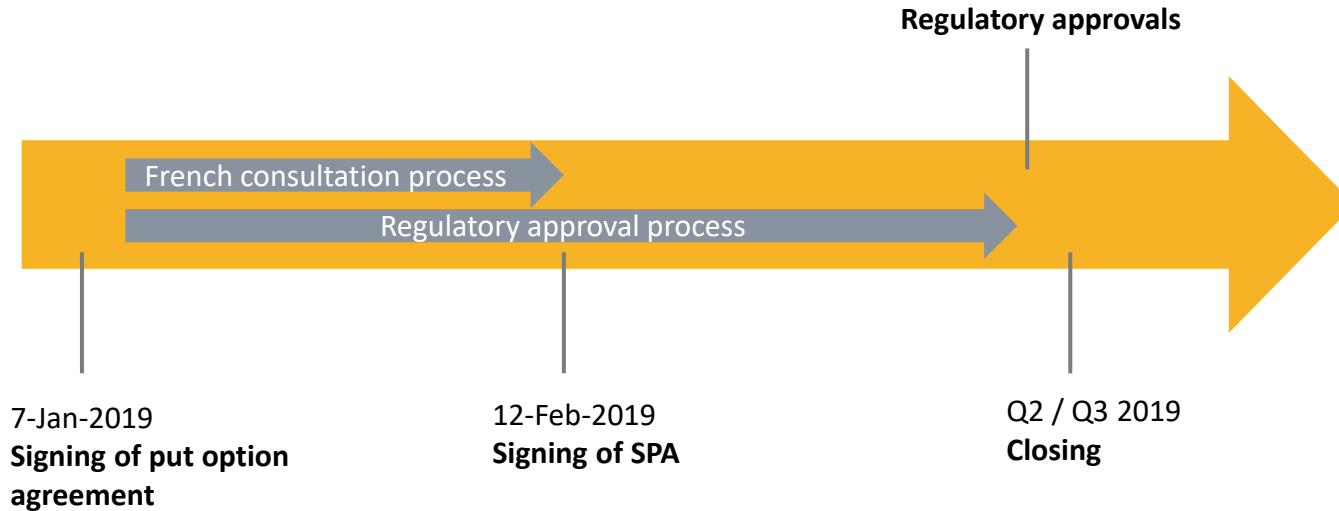 Regulatory approvals
French consultation process
Regulatory approval process
7-Jan-2019
Signing of put option
agreement
12-Feb-2019
Signing of SPA
Q2 / Q3 2019
Closing